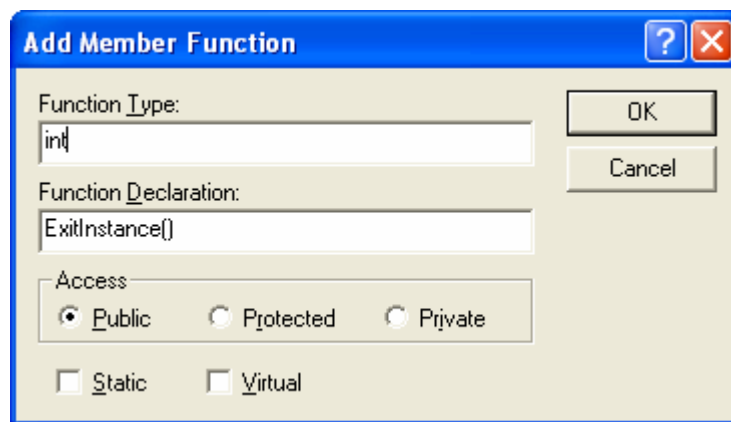 Add Member Function
Function Type:
OK
int
Cancel
Function Declaration:
ExitInstance()
Access
Public Protected Private
Static Virtual